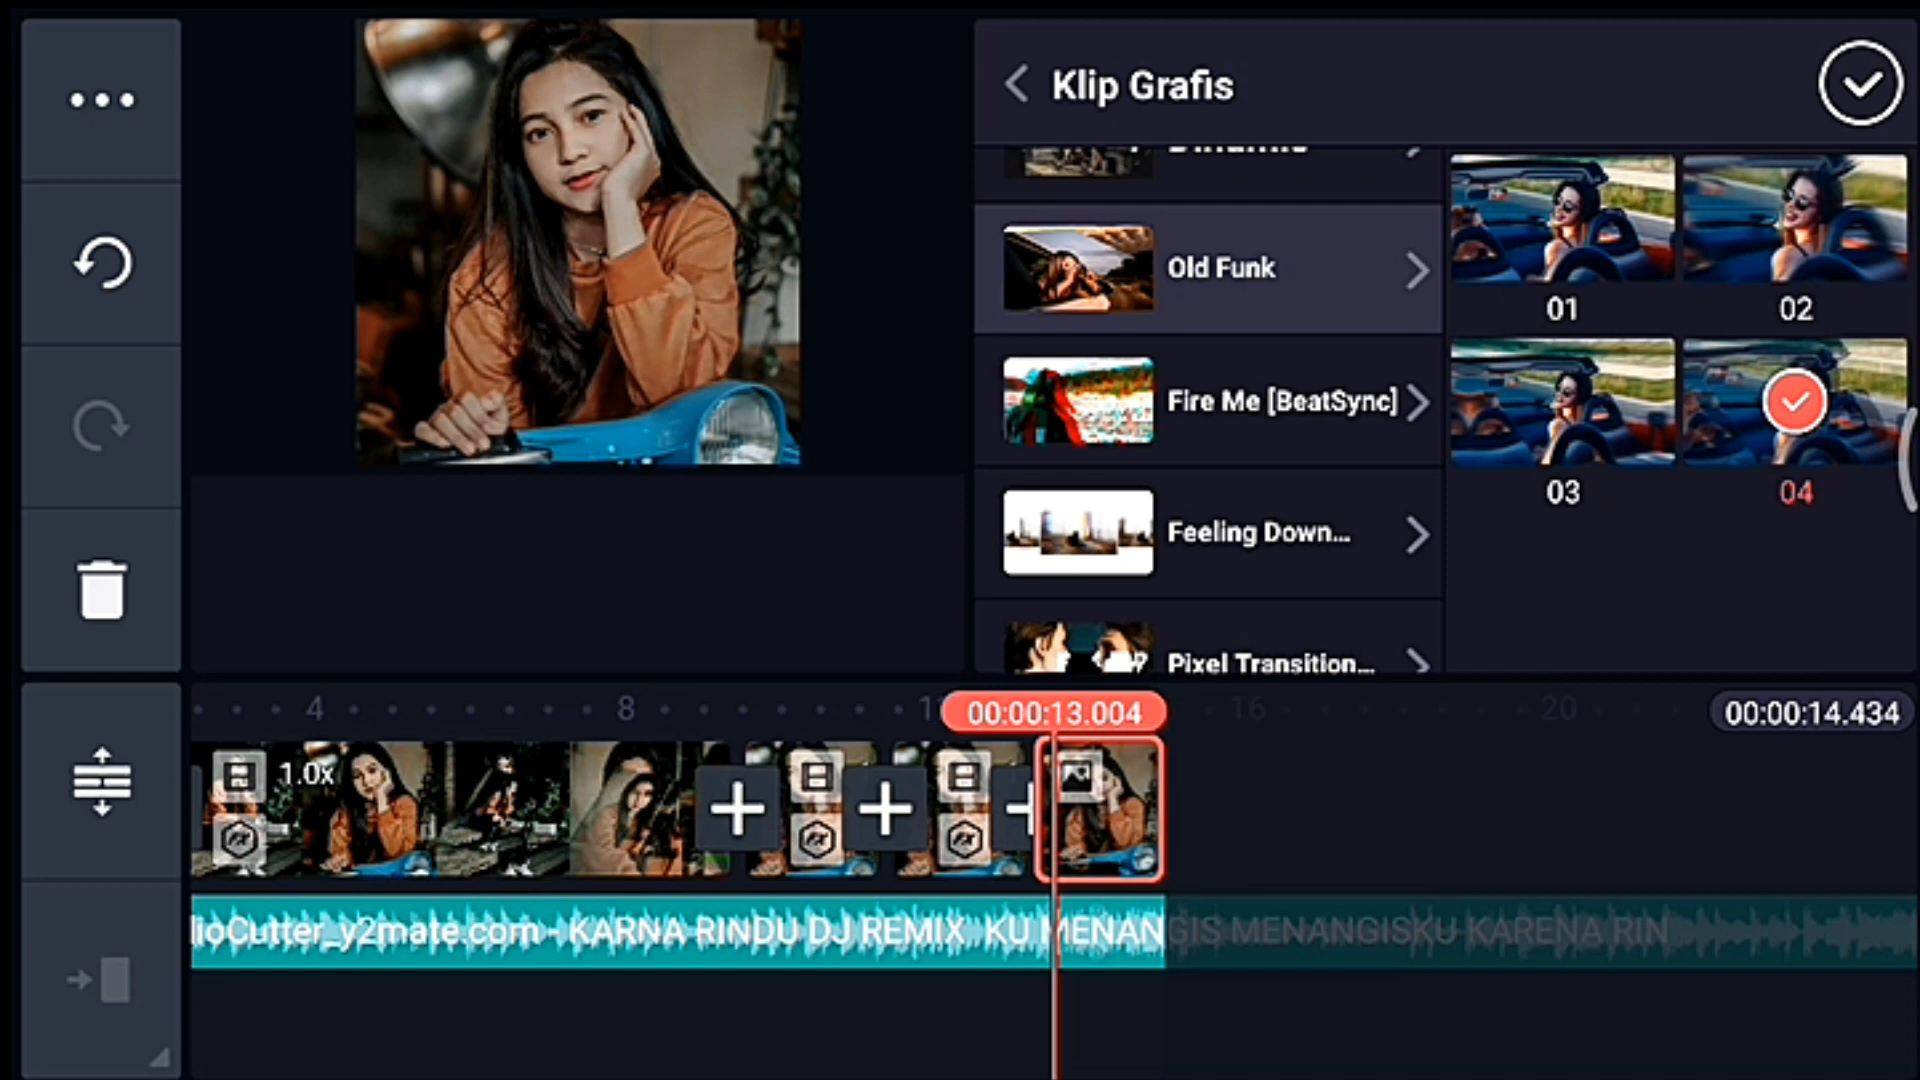 Klip Grafis
Old Funk
Fire Me [BeatSync]
Feeling Down...
Pixel Transition...
01
02
03
04
4
8
00:00:13.004
16
20
00:00:14.434
1.0x
lioCutter_y2mate.com - KARNA RINDU DJ REMIX KU MENANGIS MENANGISKU KARENA RIN